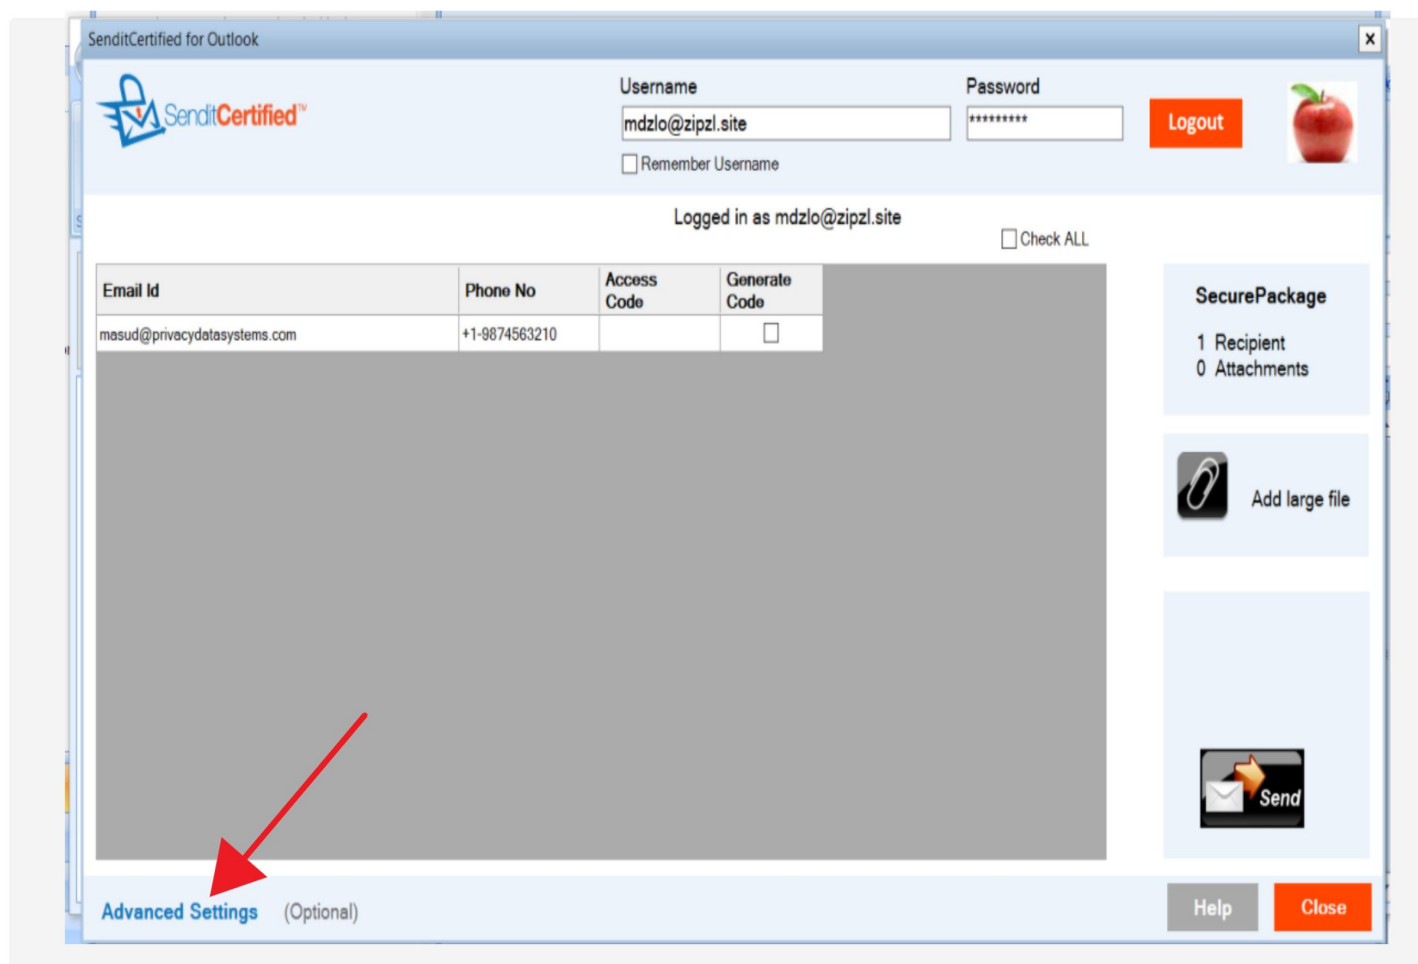 SenditCertified for Outlook
x
SenditCertified™
Username
Password
mdzlo@zipzl.site
*********
Logout
Remember Username
Logged in as mdzlo@zipzl.site
Check ALL
Email Id
Phone No
Access
Code
Generate
Code
masud@privacydatasystems.com
+1-9874563210
SecurePackage
1 Recipient
0 Attachments
Add large file
Send
Advanced Settings (Optional)
Help
Close